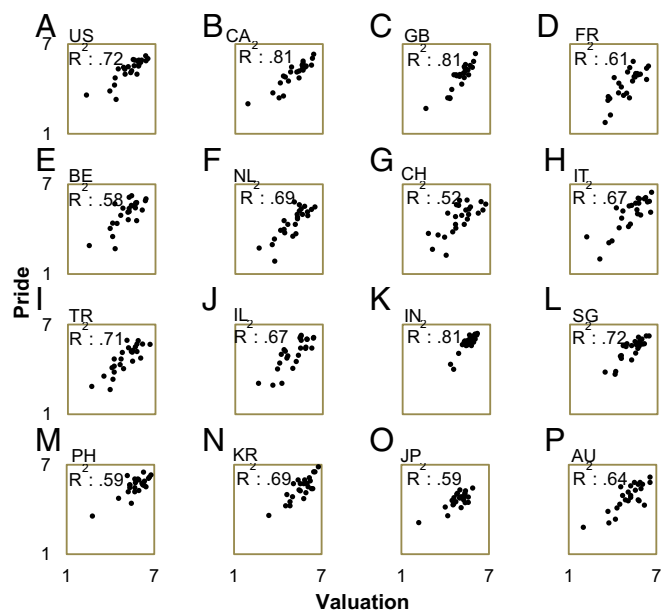 A B C D
US CA GB FR
7 R²: .72 R²: .81 R²: .81 R²: .61
1
E F G H
BE NL CH IT
7 R²: .58 R²: .69 R²: .52 R²: .67
1
Pride
I J K L
TR IL IN SG
7 R²: .71 R²: .67 R²: .81 R²: .72
1
M N O P
PH KR JP AU
7 R²: .59 R²: .69 R²: .59 R²: .64
1
1 7 1 7 1 7 1 7
Valuation